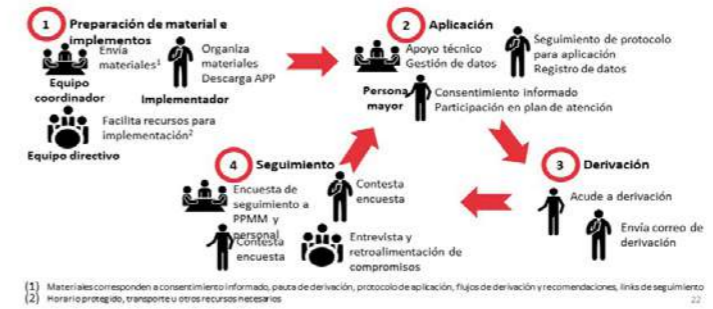 1 Preparación de material e
implementos
Envía
materiales¹
Equipo
coordinador
Organiza
materiales
Descarga APP
Implementador
Facilita recursos para
implementación²
Equipo directivo
2 Aplicación
Apoyo técnico
Gestión de datos
Seguimiento de protocolo
para aplicación
Registro de datos
Persona
mayor
Consentimiento informado
Participación en plan de atención
3 Derivación
Acude a derivación
Envía correo de
derivación
4 Seguimiento
Encuesta de
seguimiento a
PPMM y
personal
Contesta
encuesta
Contesta
encuesta
Entrevista y
retroalimentación de
compromisos
(1) Materiales corresponden a consentimiento informado, pauta de derivación, protocolo de aplicación, flujos de derivación y recomendaciones, links de seguimiento
(2) Horario protegido, transporte u otros recursos necesarios
22